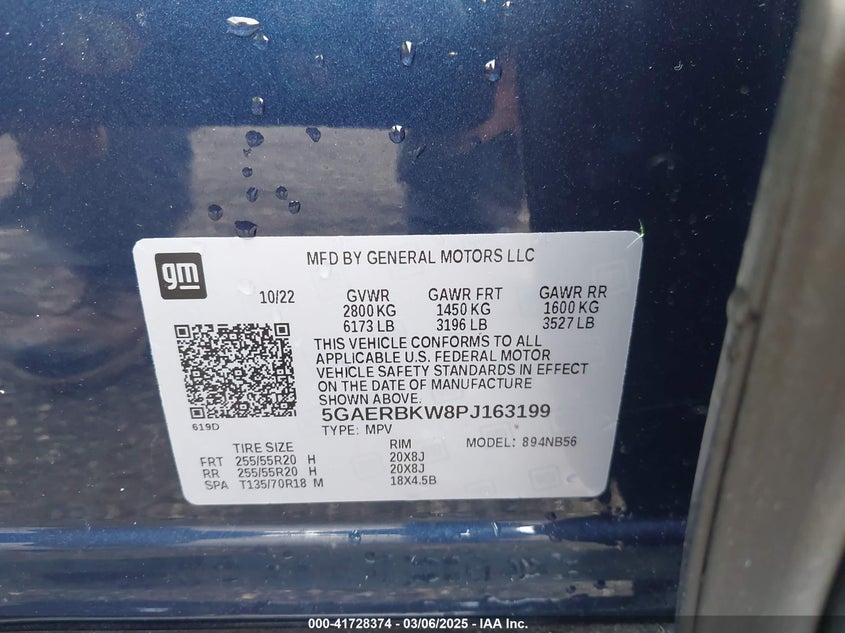 gm
MFD BY GENERAL MOTORS LLC
10/22 GVWR GAWR FRT GAWR RR
2800 KG 1450 KG 1600 KG
6173 LB 3196 LB 3527 LB
THIS VEHICLE CONFORMS TO ALL
APPLICABLE U.S. FEDERAL MOTOR
VEHICLE SAFETY STANDARDS IN EFFECT
ON THE DATE OF MANUFACTURE
SHOWN ABOVE.
5GAERBKW8PJ163199
619D
TYPE: MPV MODEL: 894NB56
TIRE SIZE RIM
FRT 255/55R20 H 20X8J
RR 255/55R20 H 20X8J
SPA T135/70R18 M 18X4.5B
000-41728374 - 03/06/2025 - IAA Inc.